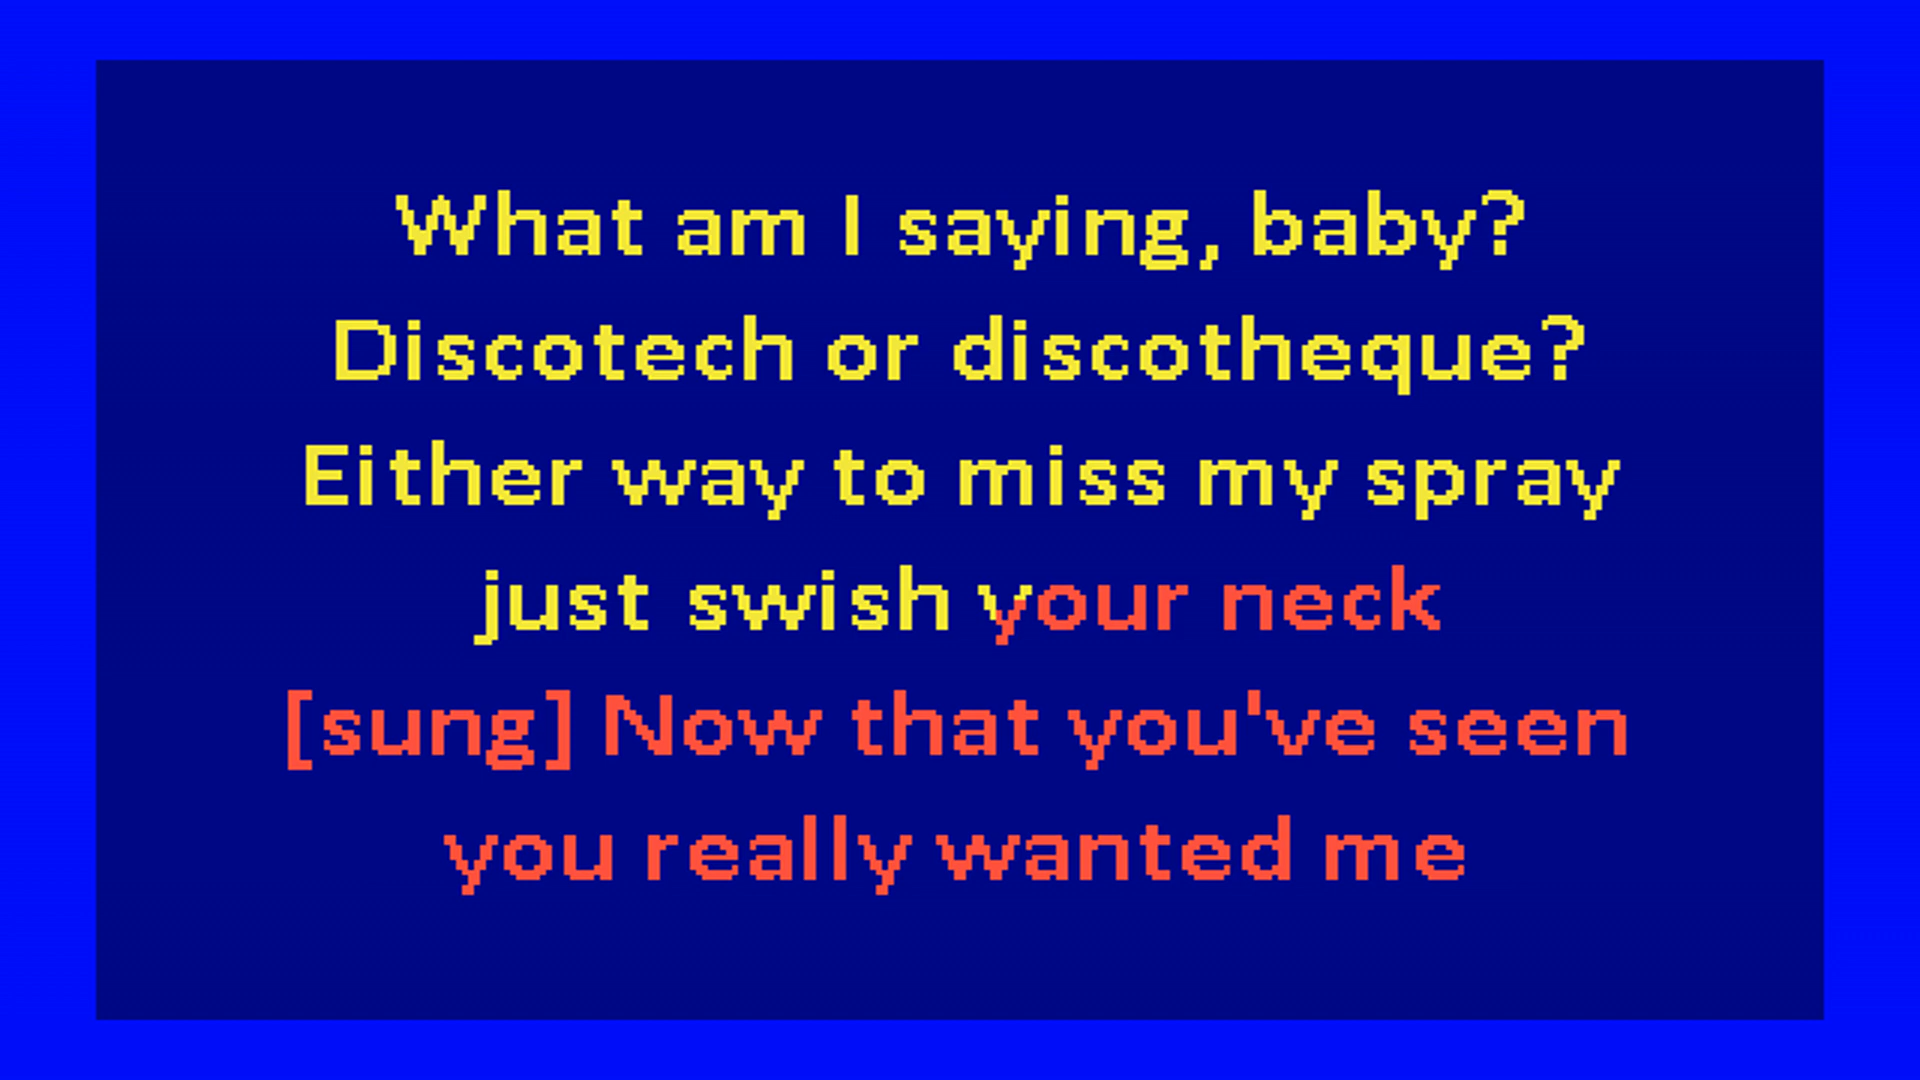 What am I saying, baby?
Discotech or discotheque?
Either way to miss my spray
just swish your neck
[sung] Now that you've seen
you really wanted me